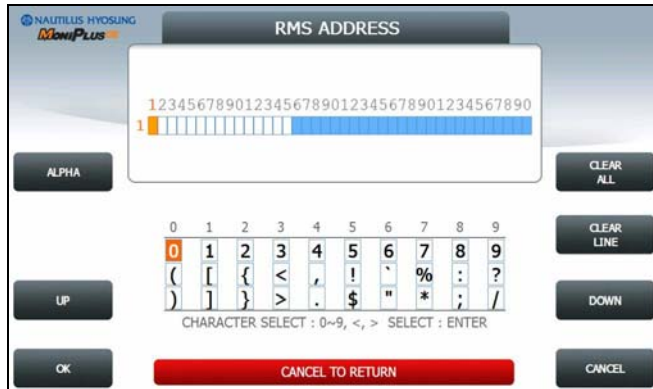 NAUTILUS HYOSUNG
MoniPlus
RMS ADDRESS
1234567890123456789012345678901234567890
1
ALPHA
CLEAR
ALL
0 1 2 3 4 5 6 7 8 9
0 1 2 3 4 5 6 7 8 9
( [ { < , ! ` % : ?
) ] } > . $ " * ; /
CLEAR
LINE
UP
DOWN
CHARACTER SELECT : 0~9, <, > SELECT : ENTER
OK
CANCEL TO RETURN
CANCEL